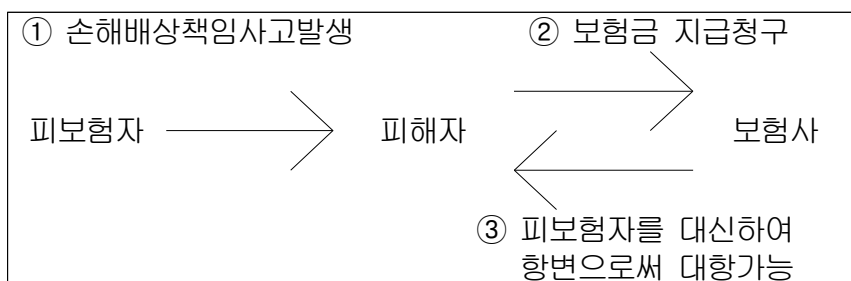 ① 손해배상책임사고발생
② 보험금 지급청구
피보험자
피해자
보험사
③ 피보험자를 대신하여
항변으로써 대항가능